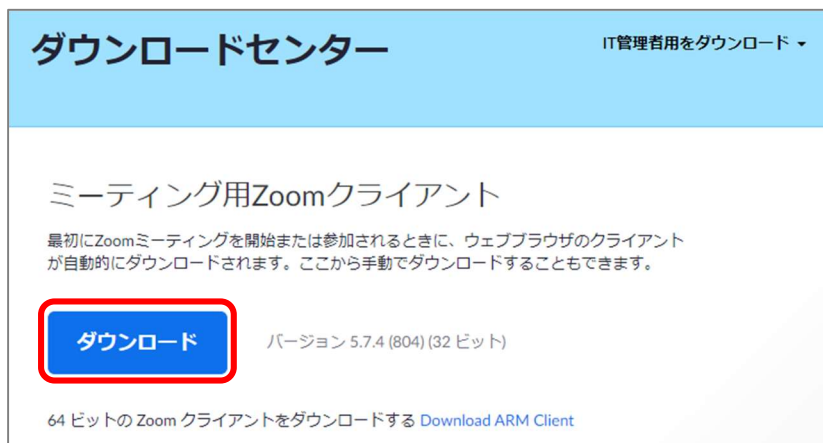 ダウンロードセンター
IT管理者用をダウンロード
ミーティング用Zoomクライアント
最初にZoomミーティングを開始または参加されるときに、ウェブブラウザのクライアント
が自動的にダウンロードされます。ここから手動でダウンロードすることもできます。
ダウンロード
バージョン 5.7.4 (804) (32 ビット)
64 ビットの Zoom クライアントをダウンロードする Download ARM Client